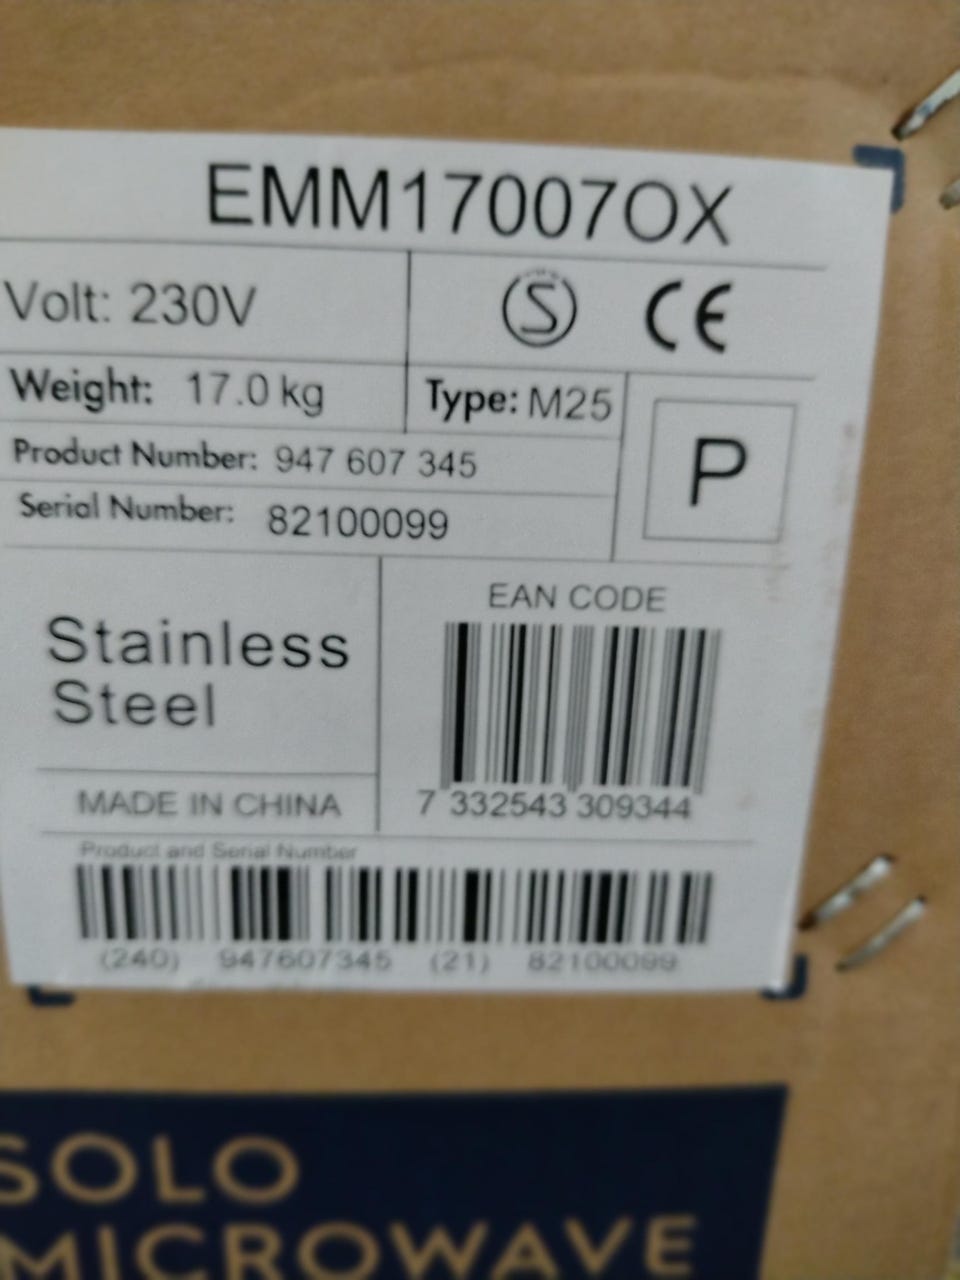 EMM17007OX
Volt: 230V
S CE
Weight: 17.0 kg
Type: M25
Product Number: 947 607 345
P
Serial Number: 82100099
EAN CODE
Stainless
Steel
MADE IN CHINA
7 332543 309344
Product and Serial Number
(240) 947607345 (21) 82100099
SOLO
MICROWAVE